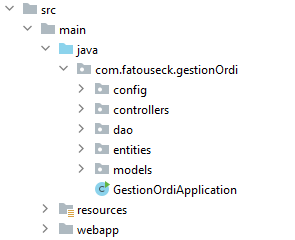 src
main
java
com.fatouseck.gestionOrdi
config
controllers
dao
entities
models
GestionOrdiApplication
resources
webapp